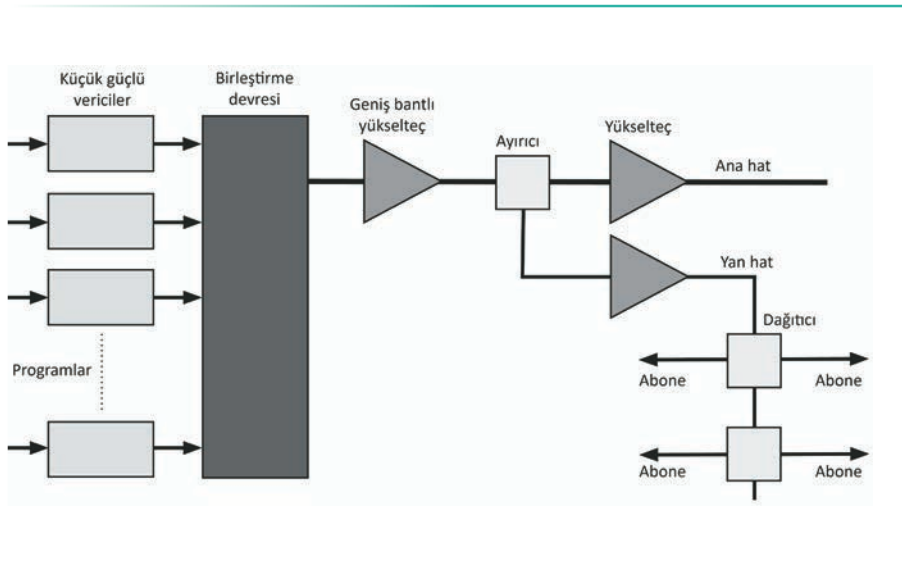 Küçük güçlü
vericiler
Birleştirme
devresi
Geniş bantlı
yükselteç
Ayırıcı
Yükselteç
Ana hat
Yan hat
Dağıtıcı
Programlar
Abone
Abone
Abone
Abone